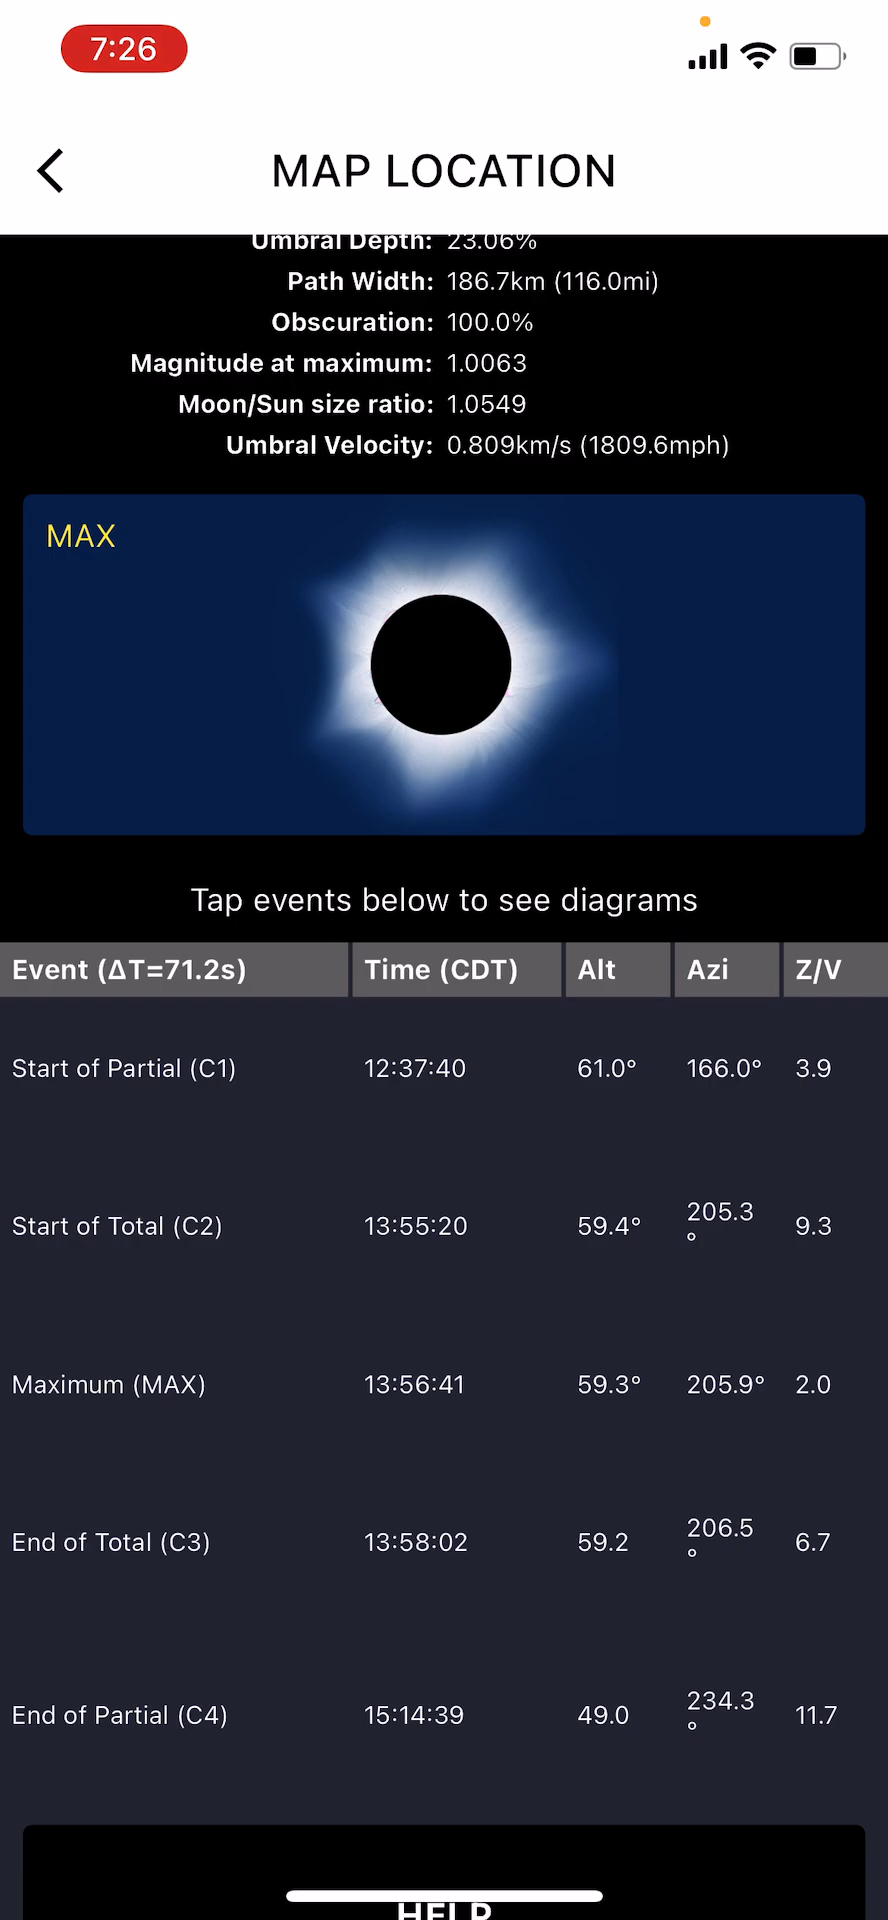 7:26
MAP LOCATION
Umbral Depth: 23.06%
Path Width: 186.7km (116.0mi)
Obscuration: 100.0%
Magnitude at maximum: 1.0063
Moon/Sun size ratio: 1.0549
Umbral Velocity: 0.809km/s (1809.6mph)
MAX
Tap events below to see diagrams
Event (ΔT=71.2s) Time (CDT) Alt Azi Z/V
Start of Partial (C1) 12:37:40 61.0° 166.0° 3.9
Start of Total (C2) 13:55:20 59.4° 205.3° 9.3
Maximum (MAX) 13:56:41 59.3° 205.9° 2.0
End of Total (C3) 13:58:02 59.2 206.5° 6.7
End of Partial (C4) 15:14:39 49.0 234.3° 11.7
HELP